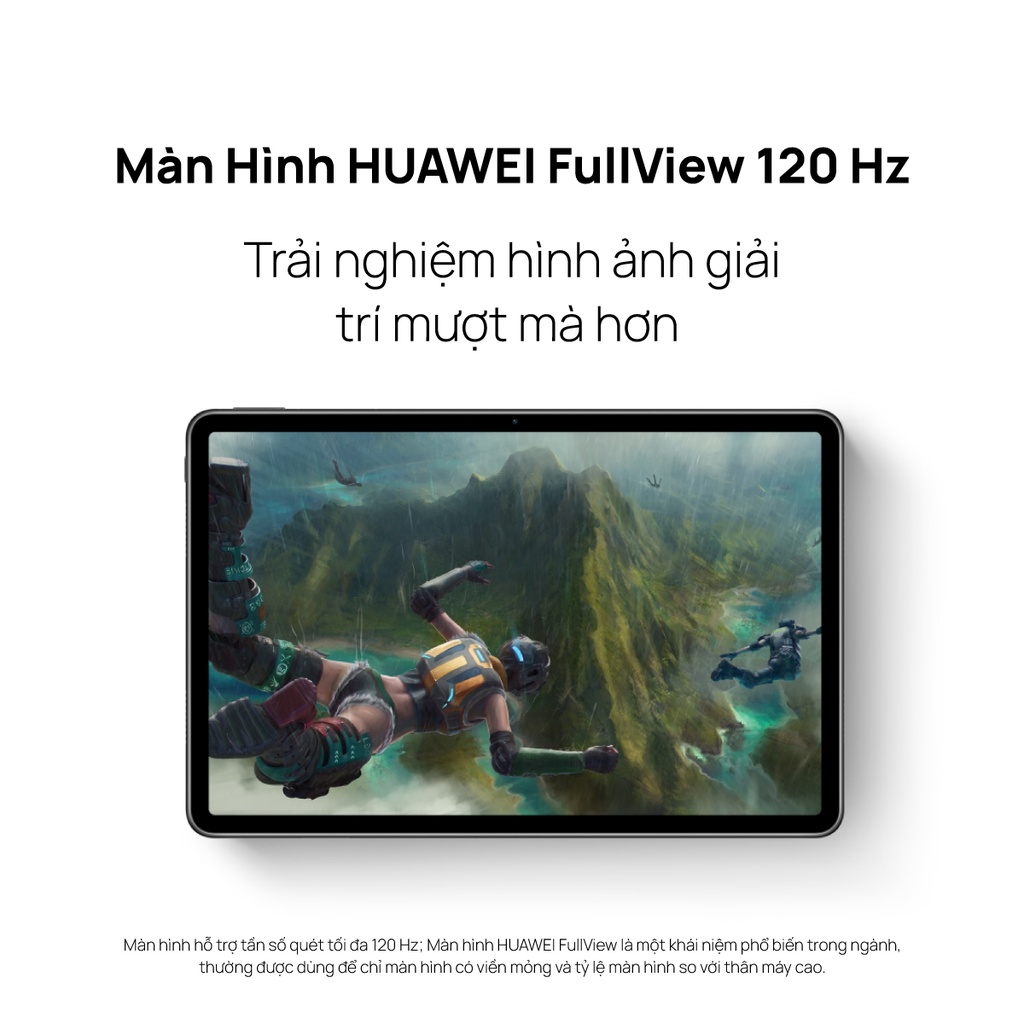 Màn Hình HUAWEI FullView 120 Hz
Trải nghiệm hình ảnh giải
trí mượt mà hơn
Màn hình hỗ trợ tần số quét tối đa 120 Hz; Màn hình HUAWEI FullView là một khái niệm phổ biến trong ngành,
thường được dùng để chỉ màn hình có viền mỏng và tỷ lệ màn hình so với thân máy cao.